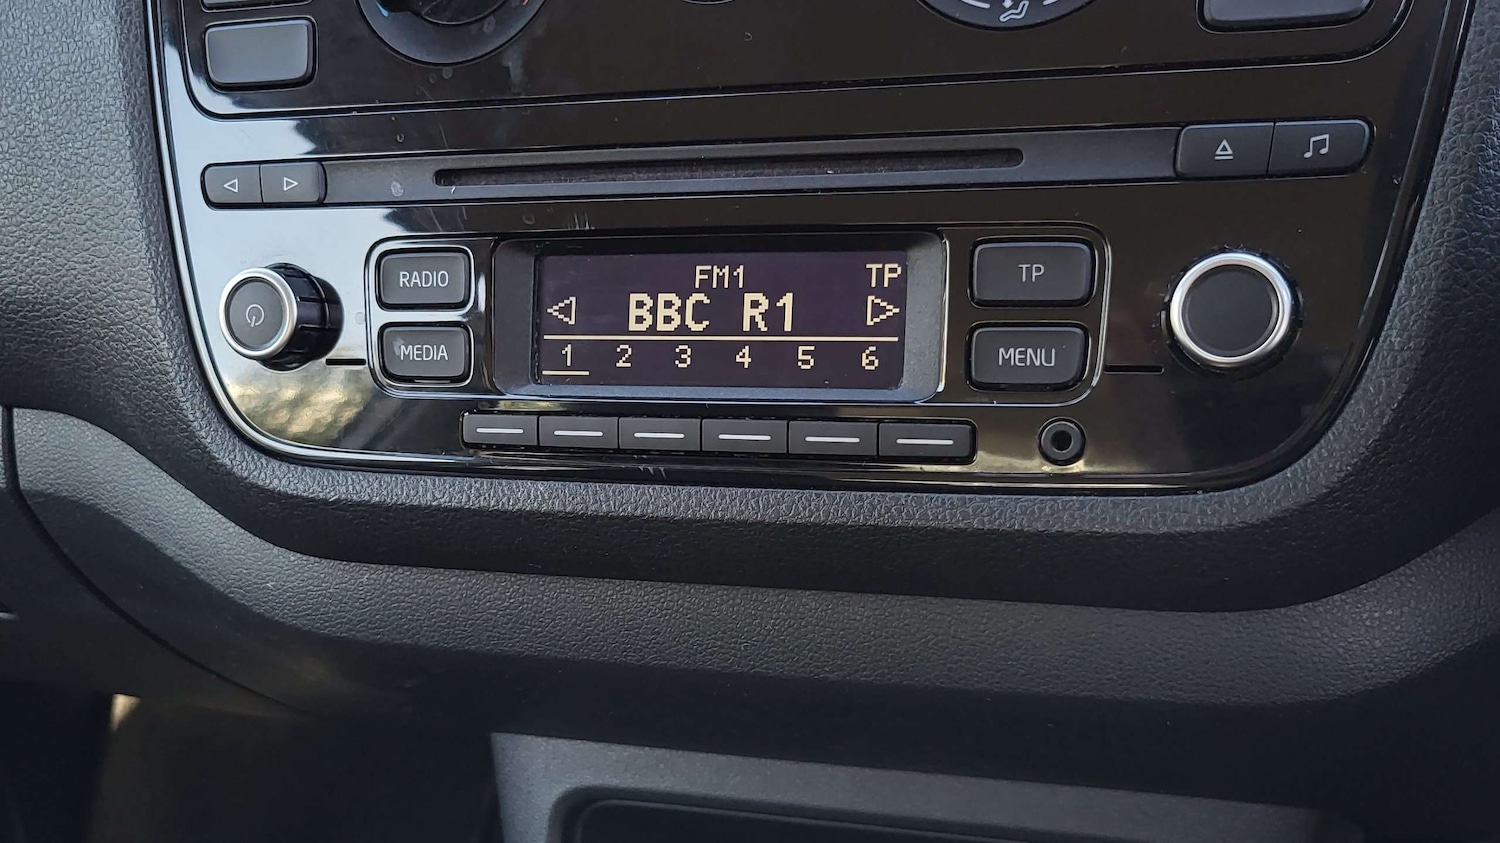 RADIO
MEDIA
FM1 TP
BBC R1
1 2 3 4 5 6
TP
MENU